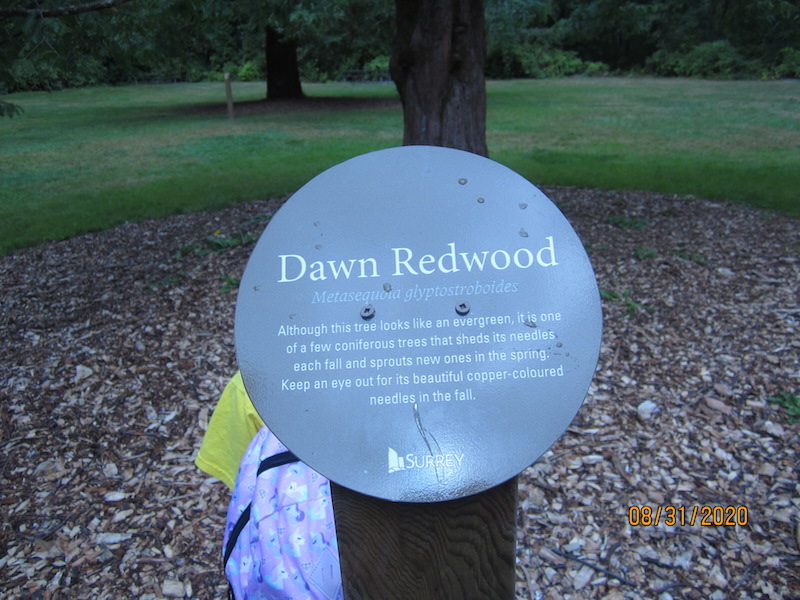 Dawn Redwood
Metasequoia glyptostroboides
Although this tree looks like an evergreen, it is one
of a few coniferous trees that sheds its needles
each fall and sprouts new ones in the spring.
Keep an eye out for its beautiful copper-coloured
needles in the fall.
SURREY
08/31/2020